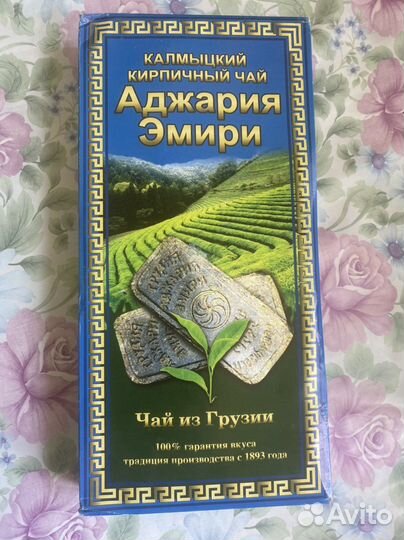 КАЛМЫЦКИЙ
КИРПИЧНЫЙ ЧАЙ
Аджария
Эмири
Чай из Грузии
100% гарантия вкуса
традиция производства с 1893 года
Avito